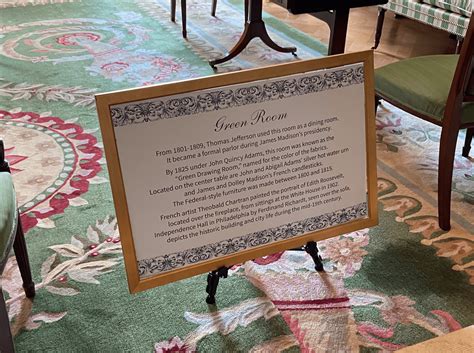 Green Room
From 1801-1809, Thomas Jefferson used this room as a dining room.
It became a formal parlor during James Madison's presidency.
By 1825 under John Quincy Adams, this room was known as the
"Green Drawing Room," named for the color of the fabrics.
Located on the center table are John and Abigail Adams' silver hot water urn
and James and Dolley Madison's French candlesticks.
The Federal-style furniture was made between 1800 and 1815.
French artist Théobald Chartran painted the portrait of Edith Roosevelt,
located over the fireplace, from sittings at the White House in 1902.
Independence Hall in Philadelphia by Ferdinand Richardt, seen over the sofa,
depicts the historic building and city life during the mid-19th century.